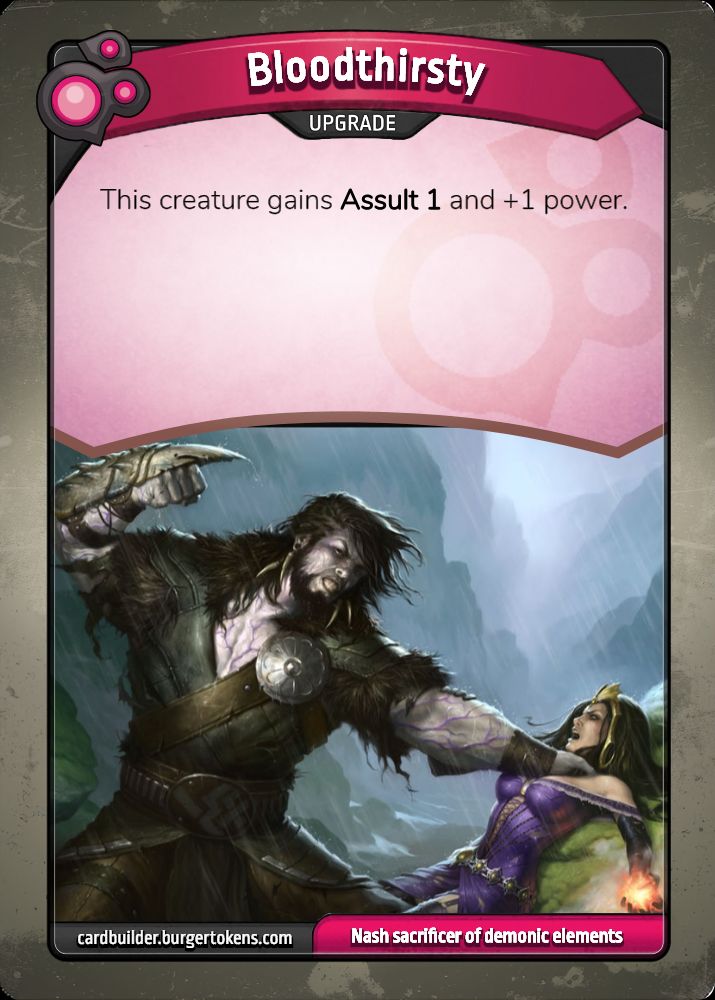 Bloodthirsty
UPGRADE
This creature gains Assult 1 and +1 power.
cardbuilder.burgertokens.com
Nash sacrificer of demonic elements